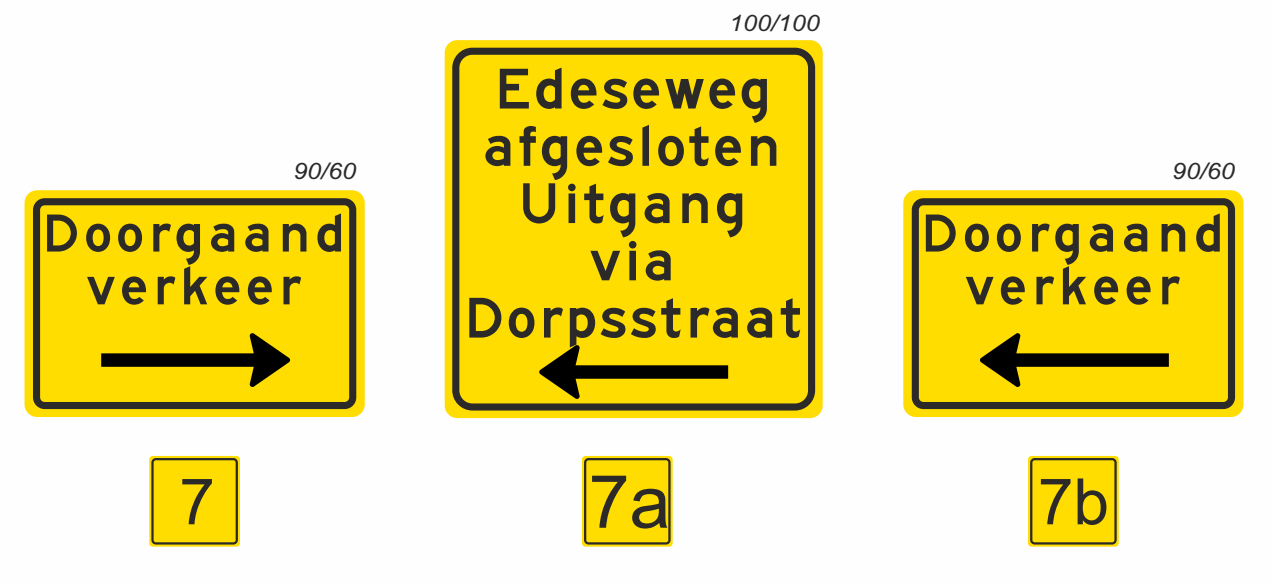 90/60
Doorgaand
verkeer
7
100/100
Edeseweg
afgesloten
Uitgang
via
Dorpsstraat
7a
90/60
Doorgaand
verkeer
7b